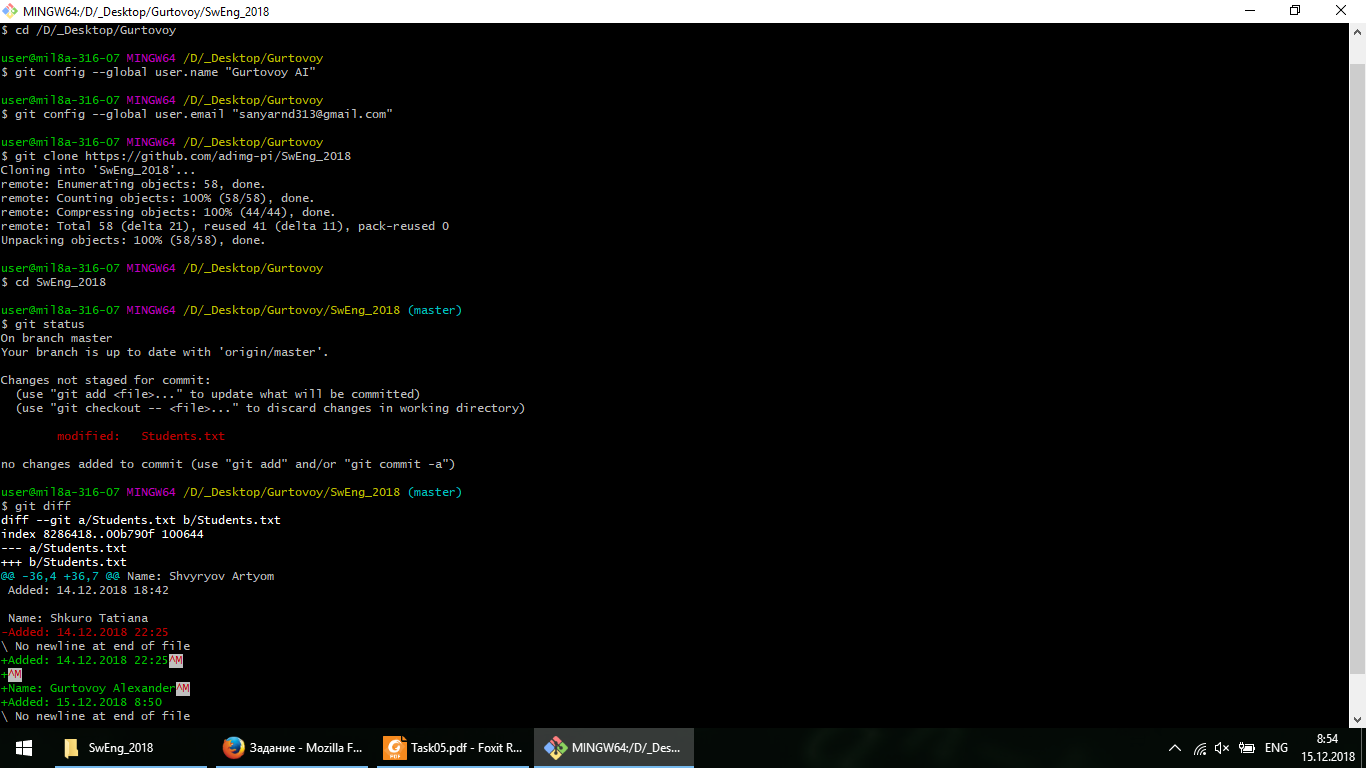 MINGW64:/D/_Desktop/Gurtovoy/SwEng_2018
$ cd /D/_Desktop/Gurtovoy
user@mil8a-316-07 MINGW64 /D/_Desktop/Gurtovoy
$ git config --global user.name "Gurtovoy AI"
user@mil8a-316-07 MINGW64 /D/_Desktop/Gurtovoy
$ git config --global user.email "sanyarnd313@gmail.com"
user@mil8a-316-07 MINGW64 /D/_Desktop/Gurtovoy
$ git clone https://github.com/adimg-pi/SwEng_2018
Cloning into 'SwEng_2018'...
remote: Enumerating objects: 58, done.
remote: Counting objects: 100% (58/58), done.
remote: Compressing objects: 100% (44/44), done.
remote: Total 58 (delta 21), reused 41 (delta 11), pack-reused 0
Unpacking objects: 100% (58/58), done.
user@mil8a-316-07 MINGW64 /D/_Desktop/Gurtovoy
$ cd SwEng_2018
user@mil8a-316-07 MINGW64 /D/_Desktop/Gurtovoy/SwEng_2018 (master)
$ git status
On branch master
Your branch is up to date with 'origin/master'.
Changes not staged for commit:
  (use "git add <file>..." to update what will be committed)
  (use "git checkout -- <file>..." to discard changes in working directory)
        modified:   Students.txt
no changes added to commit (use "git add" and/or "git commit -a")
user@mil8a-316-07 MINGW64 /D/_Desktop/Gurtovoy/SwEng_2018 (master)
$ git diff
diff --git a/Students.txt b/Students.txt
index 8286418..00b790f 100644
--- a/Students.txt
+++ b/Students.txt
@@ -36,4 +36,7 @@ Name: Shvyryov Artyom
 Added: 14.12.2018 18:42
 Name: Shkuro Tatiana
-Added: 14.12.2018 22:25
\ No newline at end of file
+Added: 14.12.2018 22:25^M
+^M
+Name: Gurtovoy Alexander^M
+Added: 15.12.2018 8:50
\ No newline at end of file
SwEng_2018
Задание - Mozilla F...
Task05.pdf - Foxit R...
MINGW64:/D/_Des...
ENG
8:54
15.12.2018